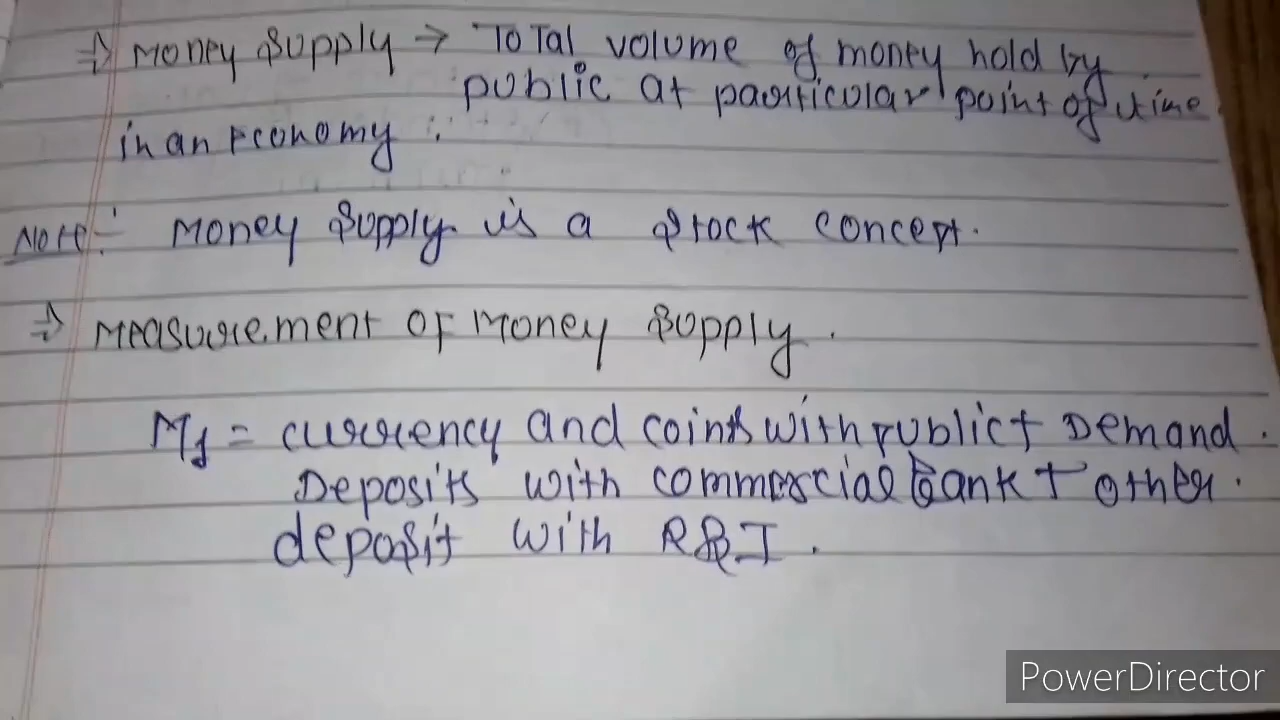 ⇒ Money Supply → Total volume of money hold by
public at particular point of time
in an Economy.
Note:- Money Supply is a stock concept.
⇒ Measurement of Money Supply.
M1 = currency and coins with public + Demand.
Deposits with commercial Bank + other.
deposit with RBI.
PowerDirector